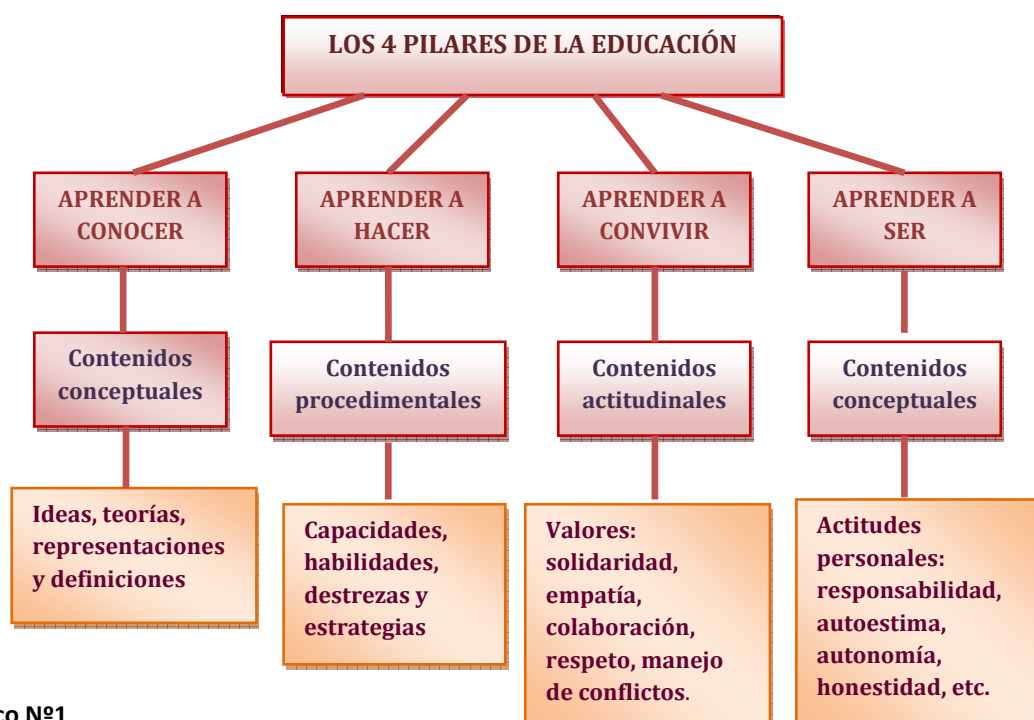 LOS 4 PILARES DE LA EDUCACIÓN
APRENDER A
CONOCER
APRENDER A
HACER
APRENDER A
CONVIVIR
APRENDER A
SER
Contenidos
conceptuales
Contenidos
procedimentales
Contenidos
actitudinales
Contenidos
conceptuales
Ideas, teorías,
representaciones
y definiciones
Capacidades,
habilidades,
destrezas y
estrategias
Valores:
solidaridad,
empatía,
colaboración,
respeto, manejo
de conflictos.
Actitudes
personales:
responsabilidad,
autoestima,
autonomía,
honestidad, etc.
Nº1